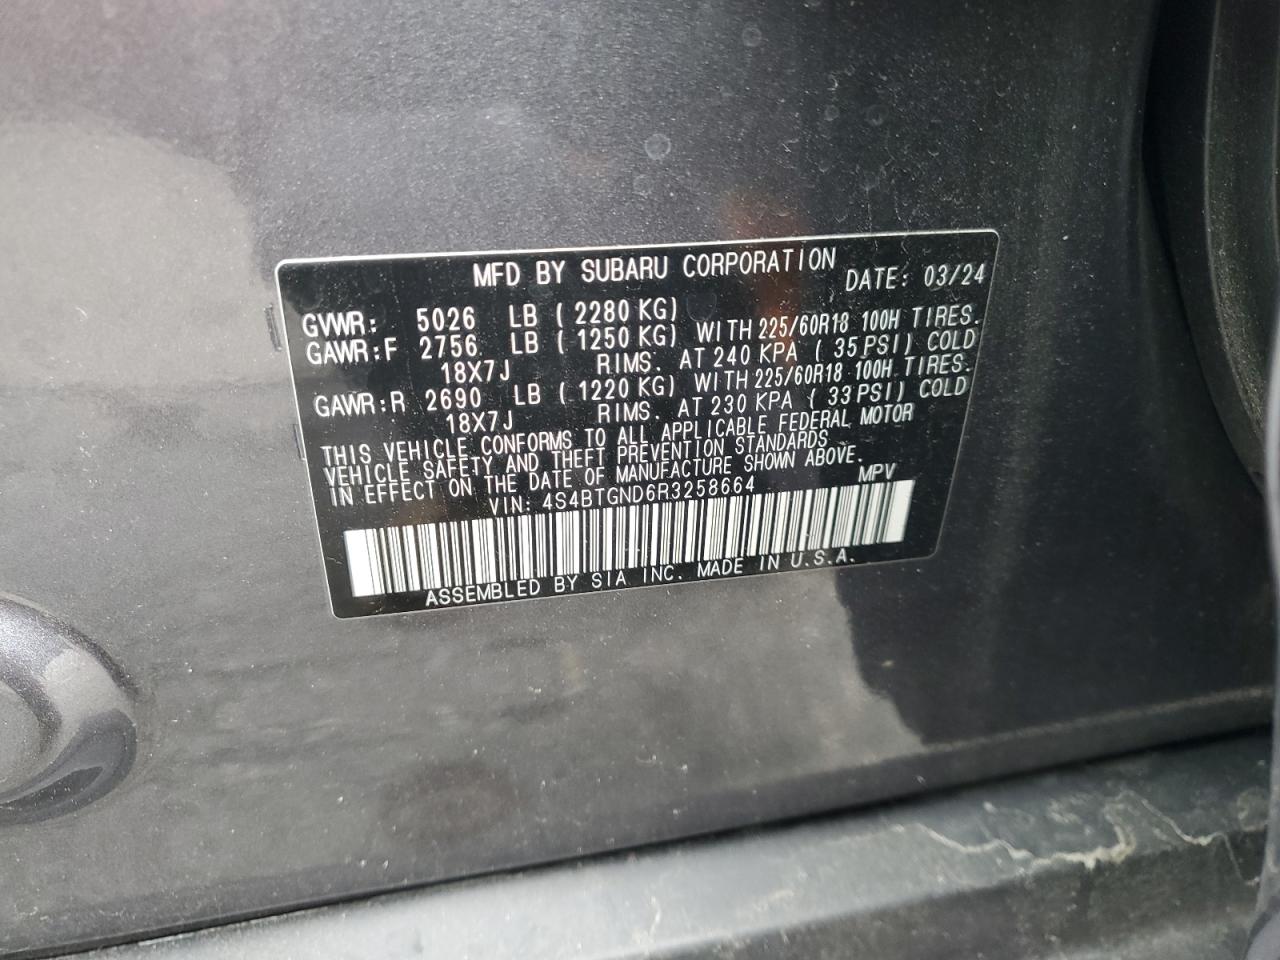 MFD BY SUBARU CORPORATION DATE: 03/24
GVWR: 5026 LB ( 2280 KG)
GAWR:F 2756 LB ( 1250 KG) WITH 225/60R18 100H TIRES.
18X7J RIMS. AT 240 KPA ( 35 PSI) COLD
GAWR:R 2690 LB ( 1220 KG) WITH 225/60R18 100H TIRES.
18X7J RIMS. AT 230 KPA ( 33 PSI) COLD
THIS VEHICLE CONFORMS TO ALL APPLICABLE FEDERAL MOTOR
VEHICLE SAFETY AND THEFT PREVENTION STANDARDS
IN EFFECT ON THE DATE OF MANUFACTURE SHOWN ABOVE.
VIN: 4S4BTGND6R3258664 MPV
ASSEMBLED BY SIA INC. MADE IN U.S.A.